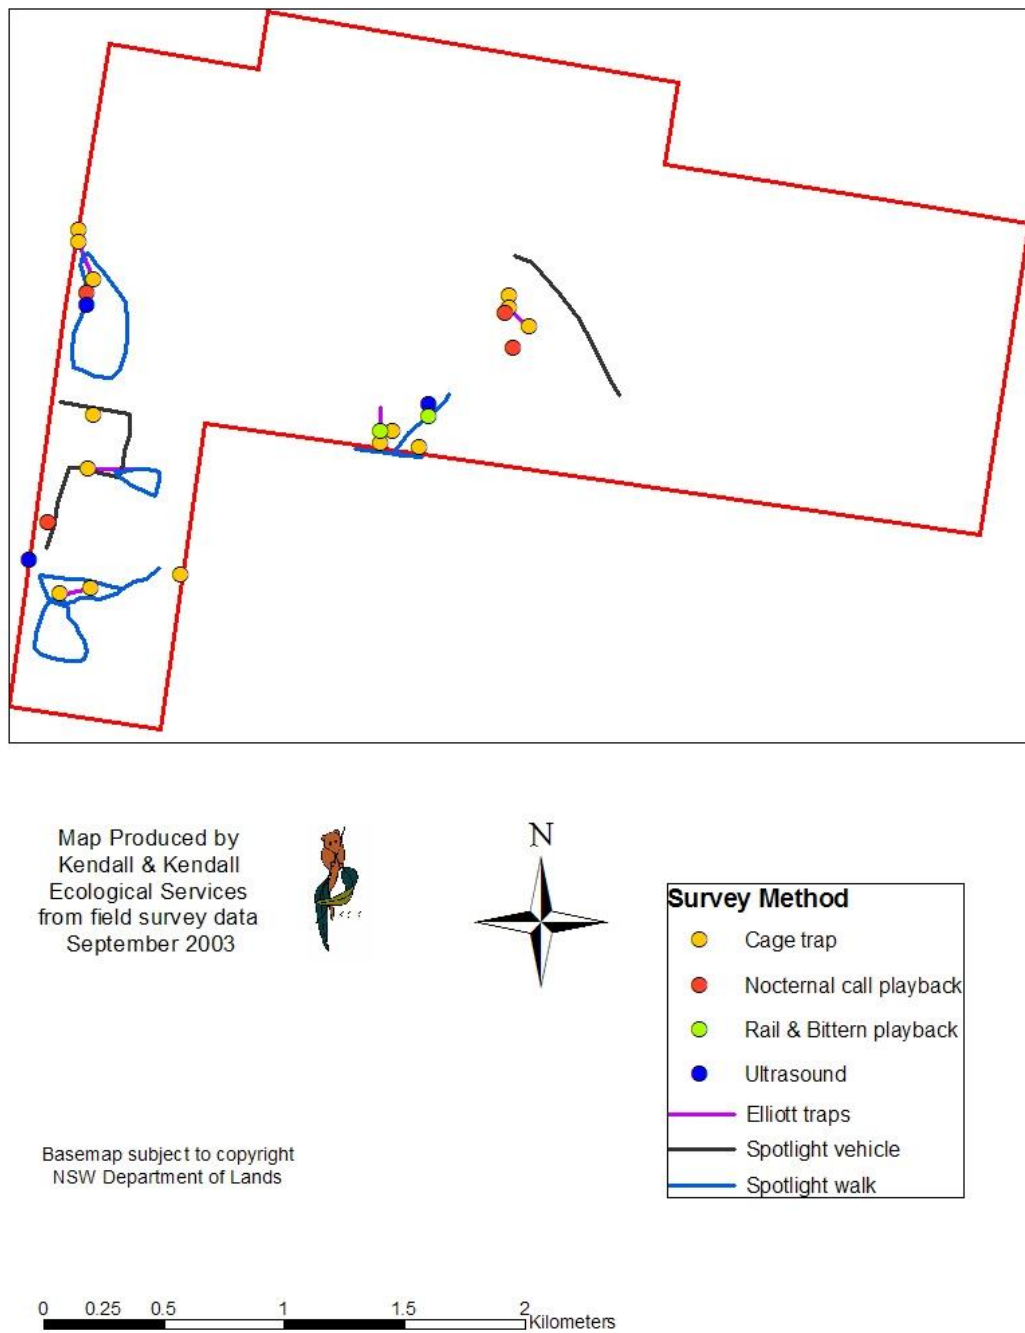 Map Produced by
Kendall & Kendall
Ecological Services
from field survey data
September 2003
N
Survey Method
Cage trap
Nocternal call playback
Rail & Bittern playback
Ultrasound
Elliott traps
Spotlight vehicle
Spotlight walk
Basemap subject to copyright
NSW Department of Lands
0 0.25 0.5 1 1.5 2
Kilometers